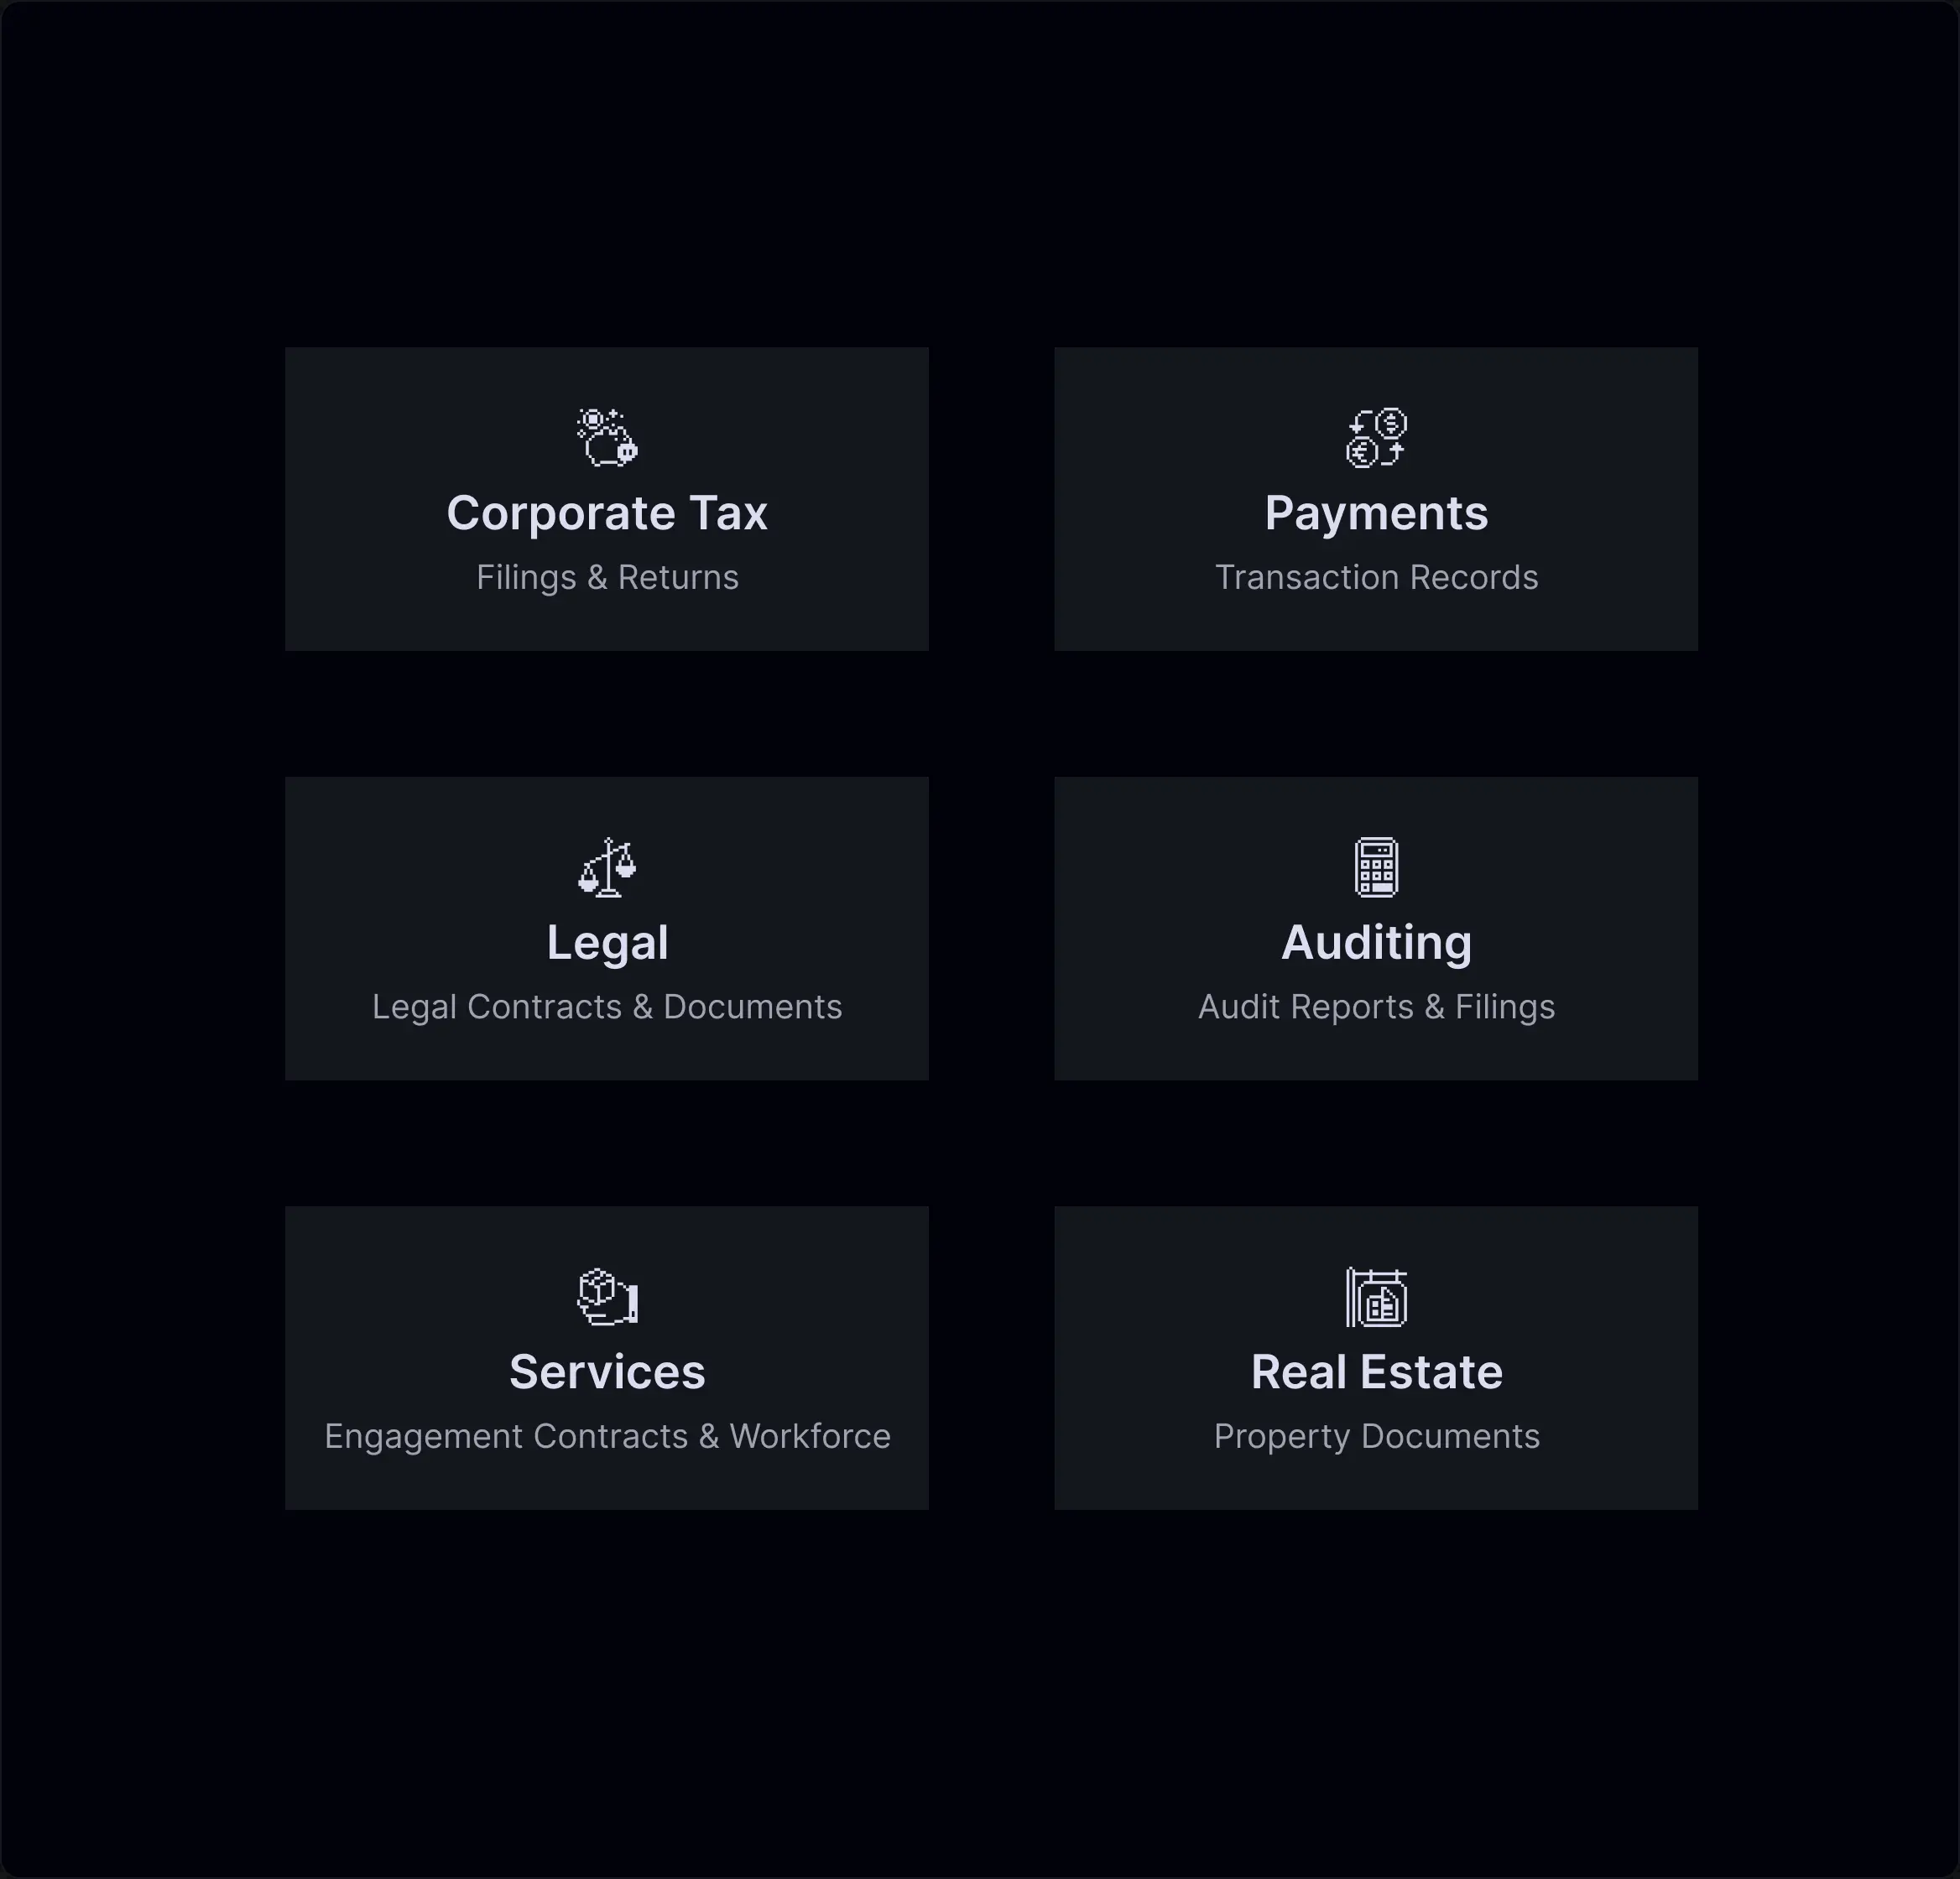 Corporate Tax
Filings & Returns
Payments
Transaction Records
Legal
Legal Contracts & Documents
Auditing
Audit Reports & Filings
Services
Engagement Contracts & Workforce
Real Estate
Property Documents